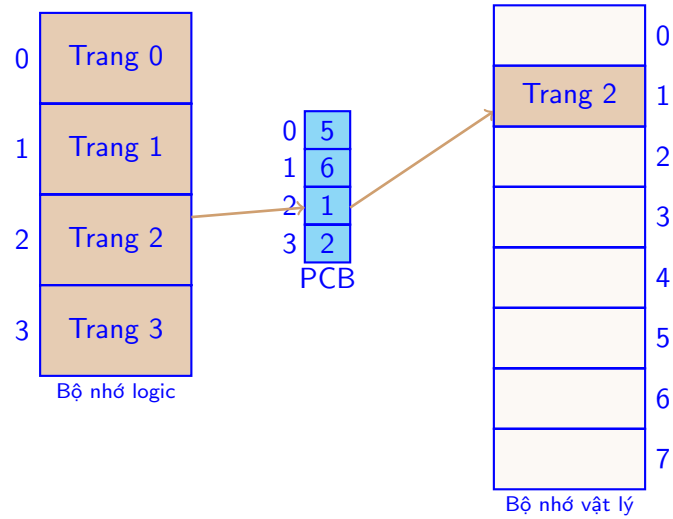 0 Trang 0
1 Trang 1
2 Trang 2
3 Trang 3
Bộ nhớ logic
0 5
1 6
2 1
3 2
PCB
0
Trang 2 1
2
3
4
5
6
7
Bộ nhớ vật lý